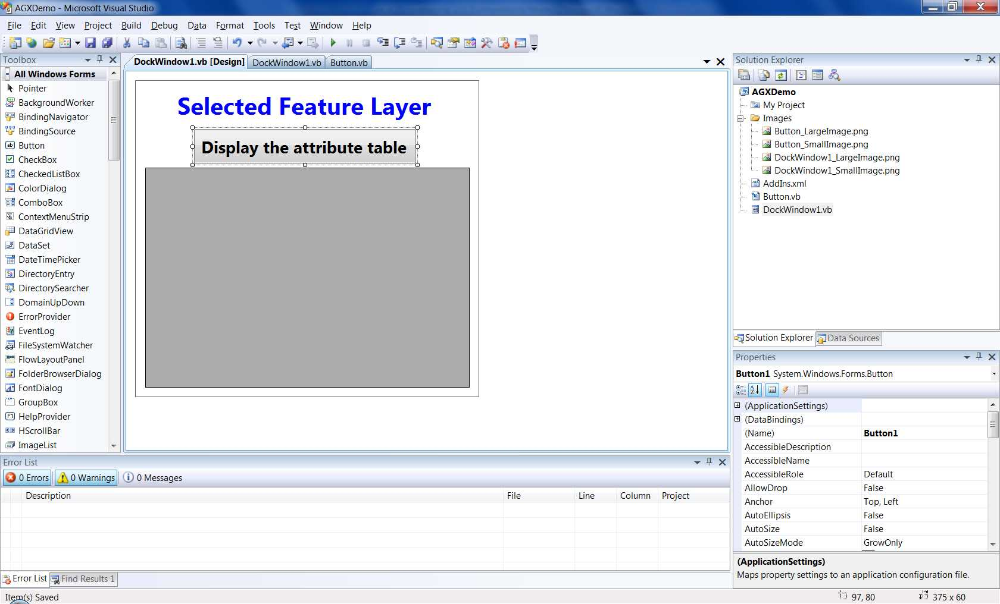 AGXDemo - Microsoft Visual Studio
File Edit View Project Build Debug Data Format Tools Test Window Help
Toolbox
All Windows Forms
Pointer
BackgroundWorker
BindingNavigator
BindingSource
Button
CheckBox
CheckedListBox
ColorDialog
ComboBox
ContextMenuStrip
DataGridView
DataSet
DateTimePicker
DirectoryEntry
DirectorySearcher
DomainUpDown
ErrorProvider
EventLog
FileSystemWatcher
FlowLayoutPanel
FolderBrowserDialog
FontDialog
GroupBox
HelpProvider
HScrollBar
ImageList
DockWindow1.vb [Design] DockWindow1.vb Button.vb
Selected Feature Layer
Display the attribute table
Solution Explorer
AGXDemo
My Project
Images
Button_LargeImage.png
Button_SmallImage.png
DockWindow1_LargeImage.png
DockWindow1_SmallImage.png
AddIns.xml
Button.vb
DockWindow1.vb
Solution Explorer Data Sources
Properties
Button1 System.Windows.Forms.Button
(ApplicationSettings)
(DataBindings)
(Name) Button1
AccessibleDescription
AccessibleName
AccessibleRole Default
AllowDrop False
Anchor Top, Left
AutoEllipsis False
AutoSize False
AutoSizeMode GrowOnly
(ApplicationSettings)
Maps property settings to an application configuration file.
Error List
0 Errors 0 Warnings 0 Messages
Description File Line Column Project
Error List Find Results 1
Item(s) Saved 97, 80 375 x 60